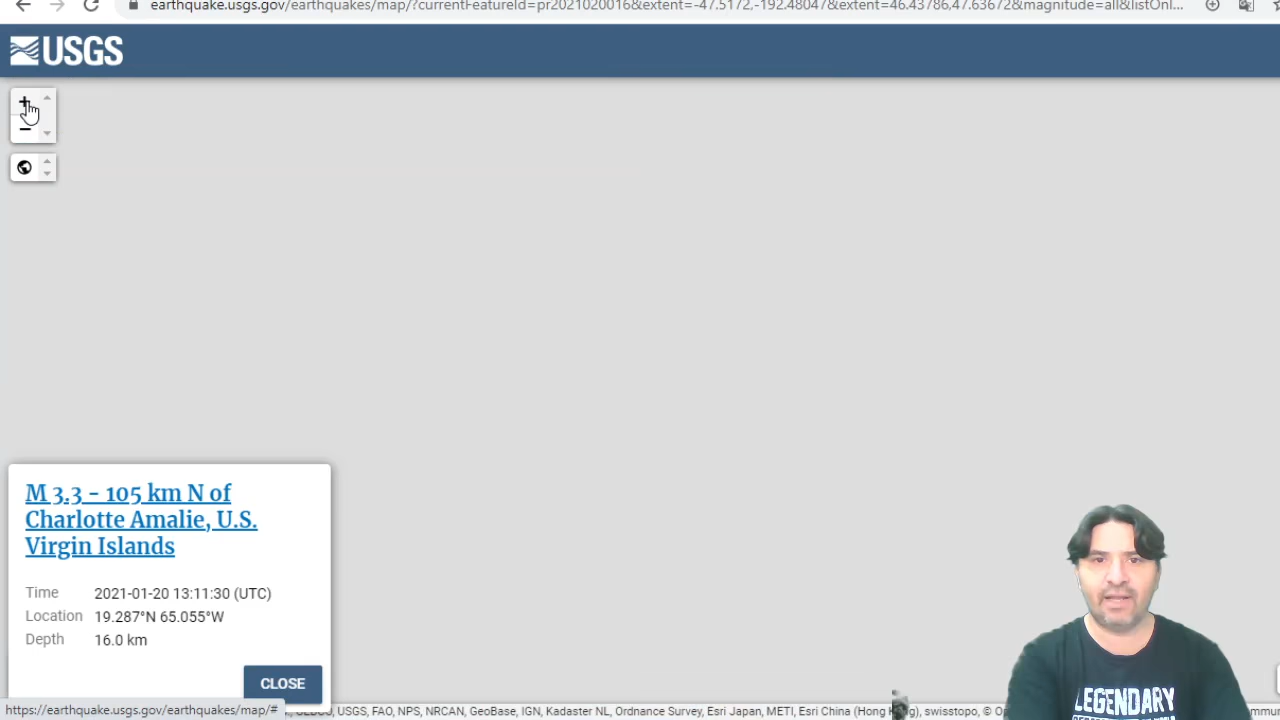 earthquake.usgs.gov/earthquakes/map/?currentFeatureId=pr2021020016&extent=-47.5172,-192.48047&extent=46.43786,47.63672&magnitude=all&listOnl...
USGS
+
−
M 3.3 - 105 km N of
Charlotte Amalie, U.S.
Virgin Islands
Time 2021-01-20 13:11:30 (UTC)
Location 19.287°N 65.055°W
Depth 16.0 km
CLOSE
LEGENDARY
https://earthquake.usgs.gov/earthquakes/map/#
USGS, FAO, NPS, NRCAN, GeoBase, IGN, Kadaster NL, Ordnance Survey, Esri Japan, METI, Esri China (Hong swisstopo, ©